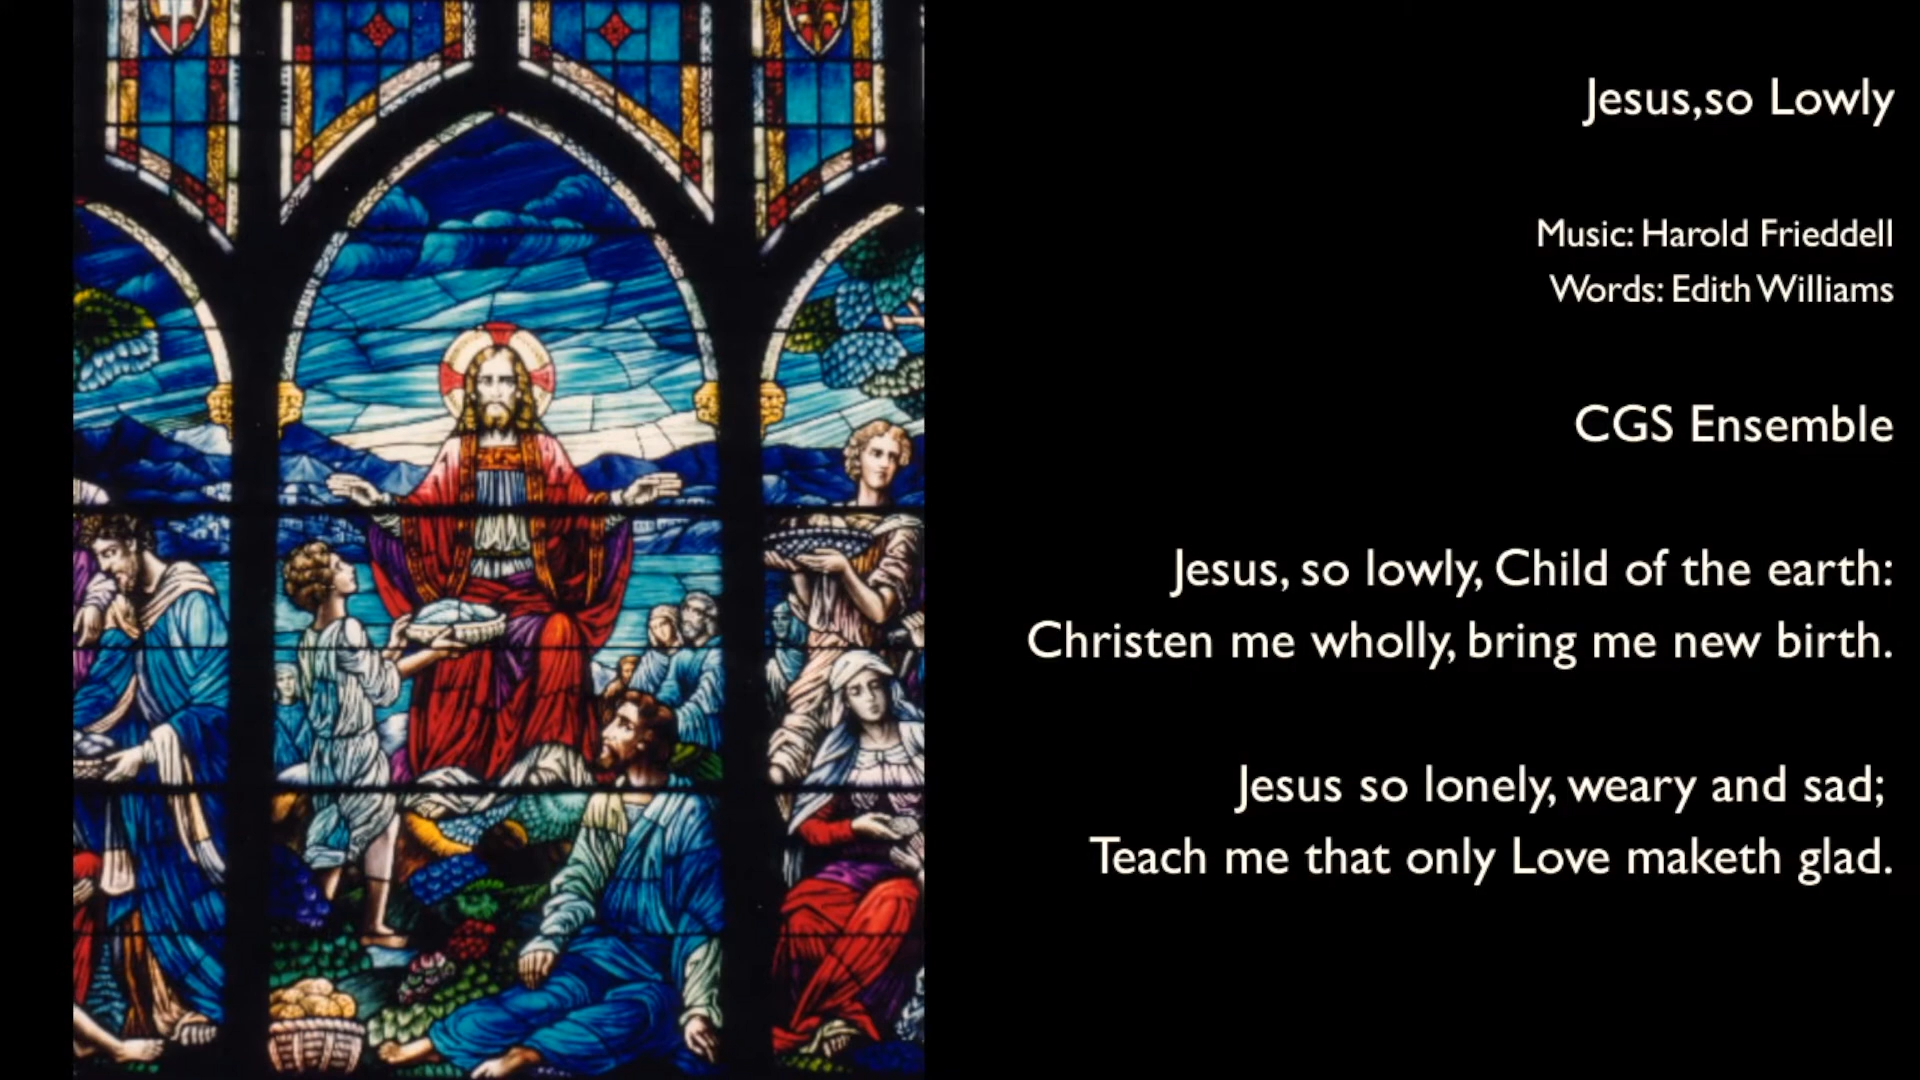 Jesus,so Lowly
Music: Harold Frieddell
Words: Edith Williams
CGS Ensemble
Jesus, so lowly, Child of the earth:
Christen me wholly, bring me new birth.
Jesus so lonely, weary and sad;
Teach me that only Love maketh glad.